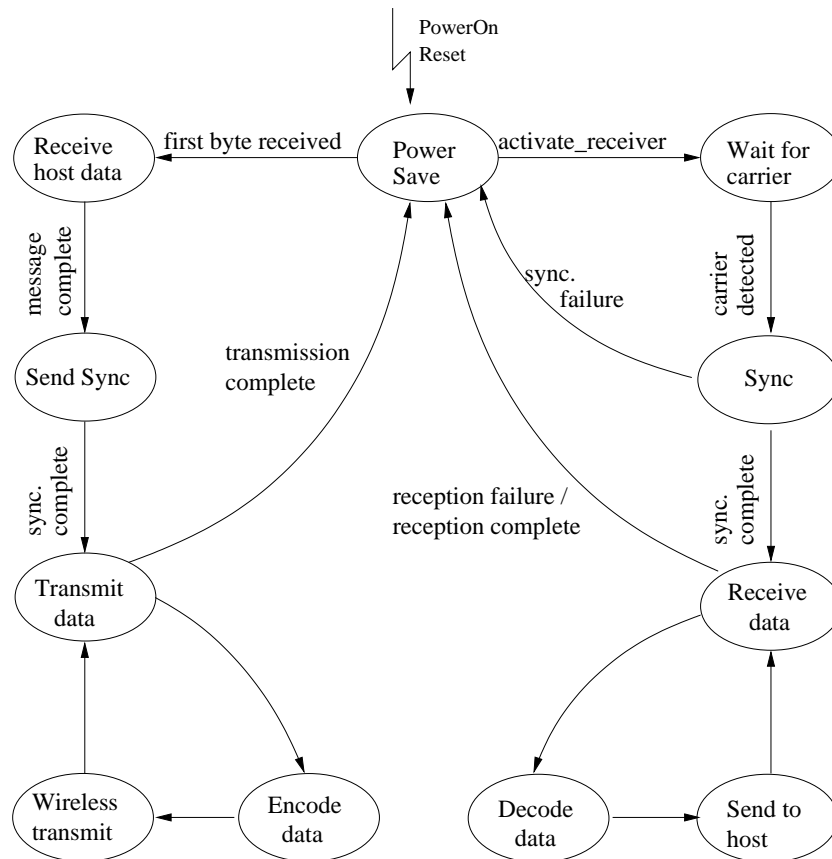 PowerOn
Reset
Receive
host data
first byte received
Power
Save
activate_receiver
Wait for
carrier
message
complete
sync.
failure
carrier
detected
Send Sync
transmission
complete
Sync
sync.
complete
reception failure /
reception complete
sync.
complete
Transmit
data
Receive
data
Wireless
transmit
Encode
data
Decode
data
Send to
host